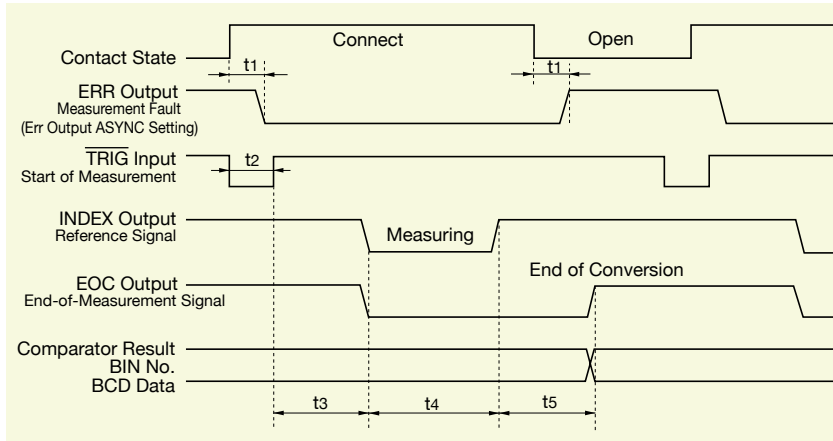 Contact State
Connect
Open
t1
t1
ERR Output
Measurement Fault
(Err Output ASYNC Setting)
TRIG Input
Start of Measurement
t2
INDEX Output
Reference Signal
Measuring
EOC Output
End-of-Measurement Signal
End of Conversion
Comparator Result
BIN No.
BCD Data
t3
t4
t5